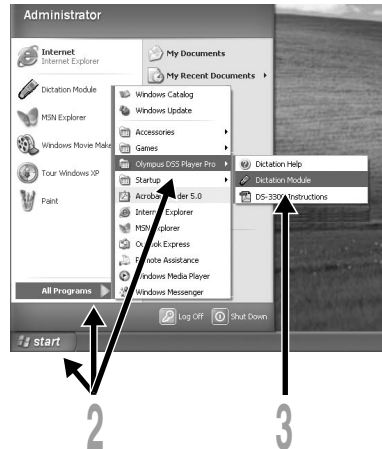 Administrator
Internet
Internet Explorer
Dictation Module
MSN Explorer
Windows Movie Make
Tour Windows XP
Paint
All Programs
My Documents
My Recent Documents
Windows Catalog
Windows Update
Accessories
Games
Olympus DSS Player Pro
Startup
Acroba der 5.0
Internet Explorer
MSN Explorer
Outlook Express
Remote Assistance
Windows Media Player
Windows Messenger
Dictation Help
Dictation Module
DS-330 Instructions
Log Off
Shut Down
start
2
3